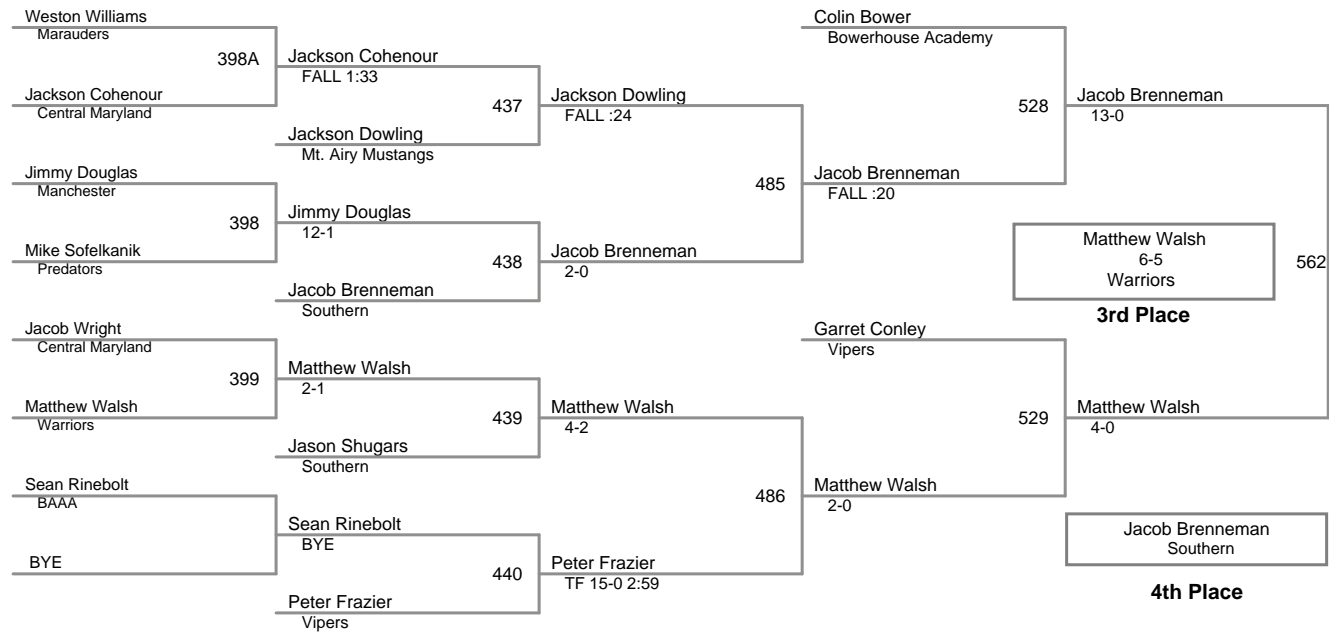 Weston Williams
Marauders
398A
Jackson Cohenour
Central Maryland
Jimmy Douglas
Manchester
398
Mike Sofelkanik
Predators
Jacob Wright
Central Maryland
399
Matthew Walsh
Warriors
Sean Rinebolt
BAAA
BYE
Jackson Cohenour
FALL 1:33
437
Jackson Dowling
Mt. Airy Mustangs
Jimmy Douglas
12-1
438
Jacob Brenneman
Southern
Matthew Walsh
2-1
439
Jason Shugars
Southern
Sean Rinebolt
BYE
440
Peter Frazier
Vipers
Jackson Dowling
FALL :24
485
Jacob Brenneman
2-0
Matthew Walsh
4-2
486
Peter Frazier
TF 15-0 2:59
Colin Bower
Bowerhouse Academy
528
Jacob Brenneman
FALL :20
Garret Conley
Vipers
529
Matthew Walsh
2-0
Jacob Brenneman
13-0
562
Matthew Walsh
4-0
Matthew Walsh
6-5
Warriors
3rd Place
Jacob Brenneman
Southern
4th Place